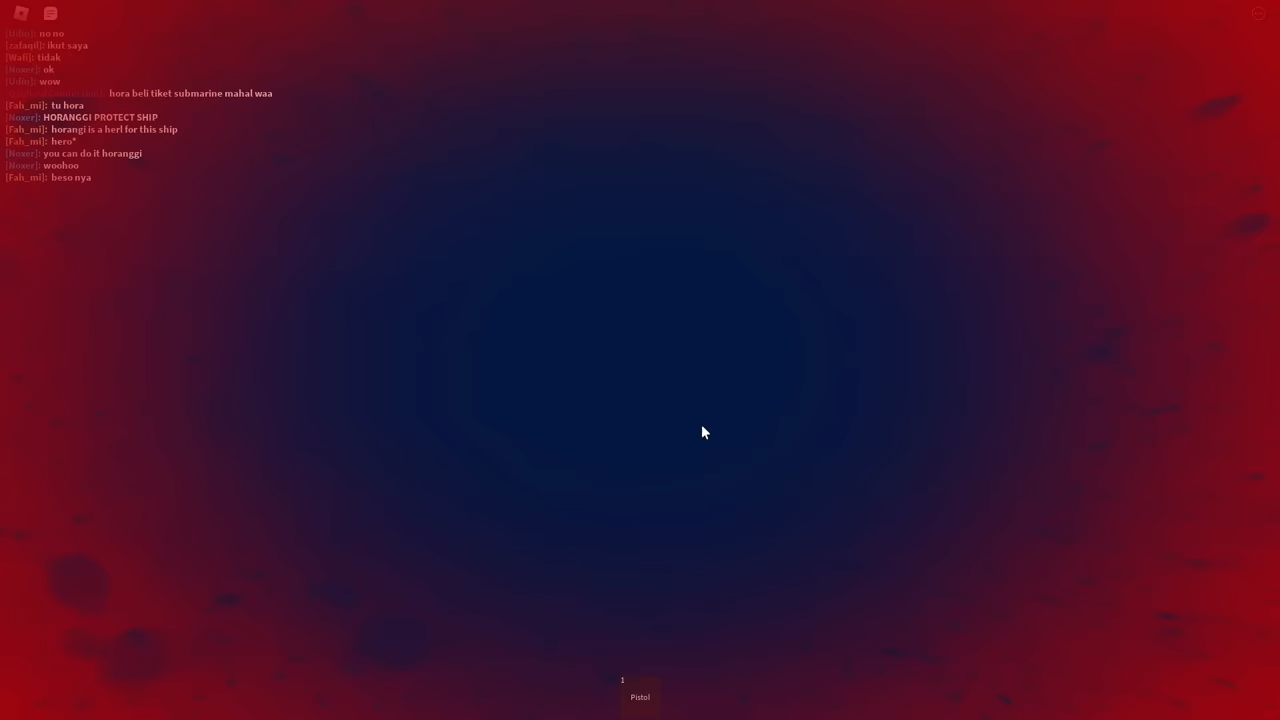 [Udin]: no no
[zafaqil]: ikut saya
[Wafi]: tidak
[Noxer]: ok
[Udin]: wow
hora beli tiket submarine mahal waa
[Fah_mi]: tu hora
[Noxer]: HORANGGI PROTECT SHIP
[Fah_mi]: horangi is a herl for this ship
[Fah_mi]: hero*
[Noxer]: you can do it horanggi
[Noxer]: woohoo
[Fah_mi]: beso nya
1
Pistol